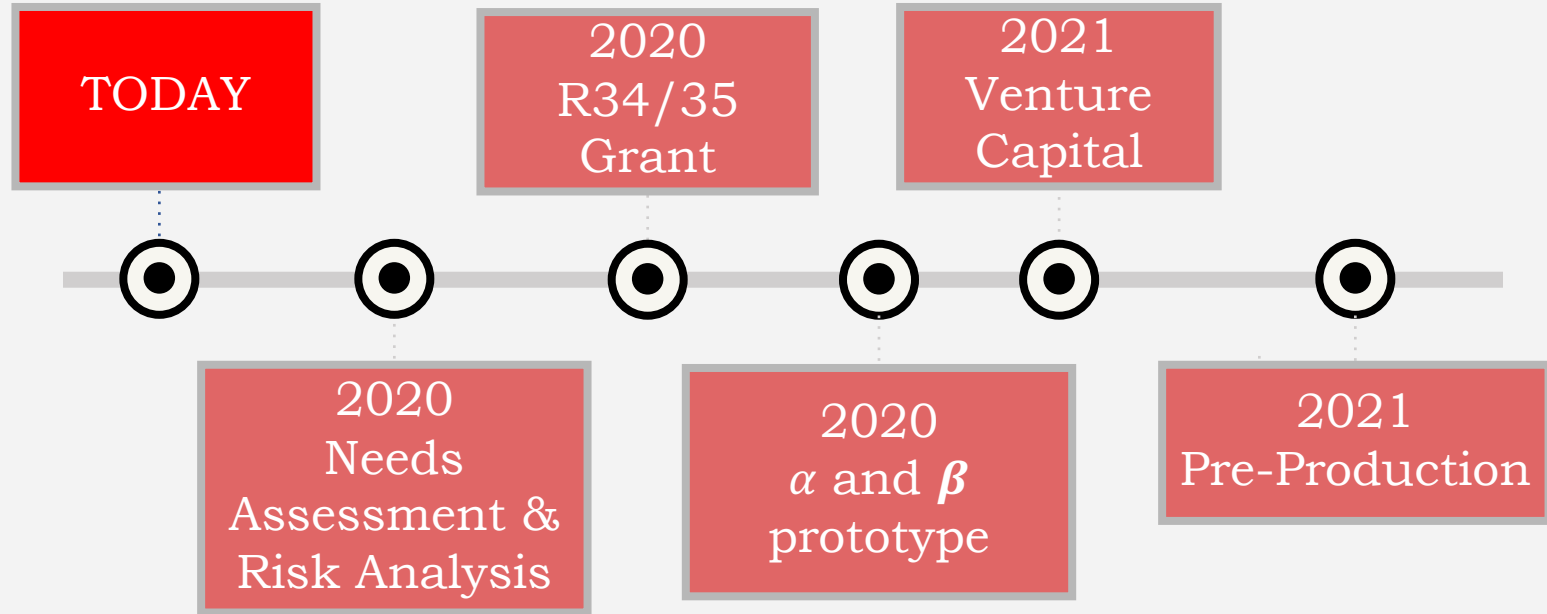 TODAY
2020
Needs
Assessment &
Risk Analysis
2020
R34/35
Grant
2020
α and β
prototype
2021
Venture
Capital
2021
Pre-Production